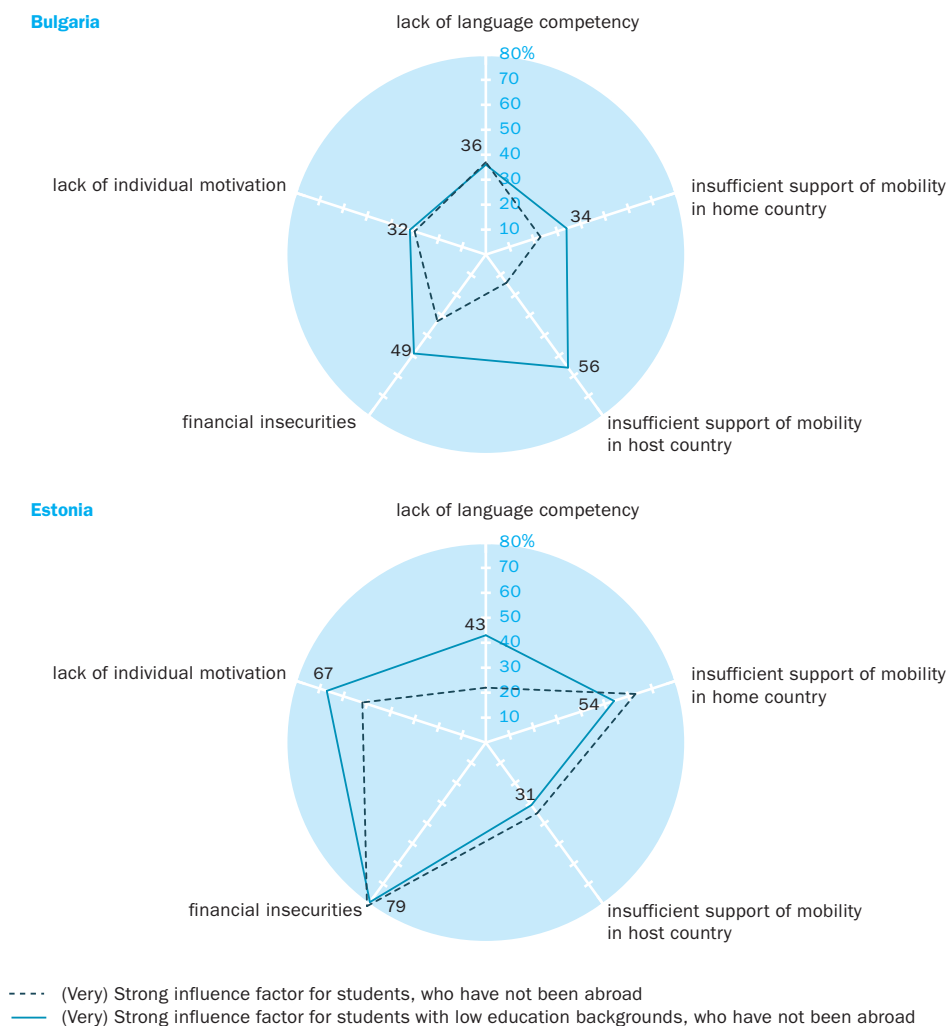 Bulgaria
lack of language competency
80%
70
60
50
40
30
20
10
36
lack of individual motivation
insufficient support of mobility
in home country
34
32
49
56
financial insecurities
insufficient support of mobility
in host country
Estonia
lack of language competency
80%
70
60
50
40
30
20
10
43
lack of individual motivation
67
insufficient support of mobility
in home country
54
31
financial insecurities
79
insufficient support of mobility
in host country
(Very) Strong influence factor for students, who have not been abroad
(Very) Strong influence factor for students with low education backgrounds, who have not been abroad